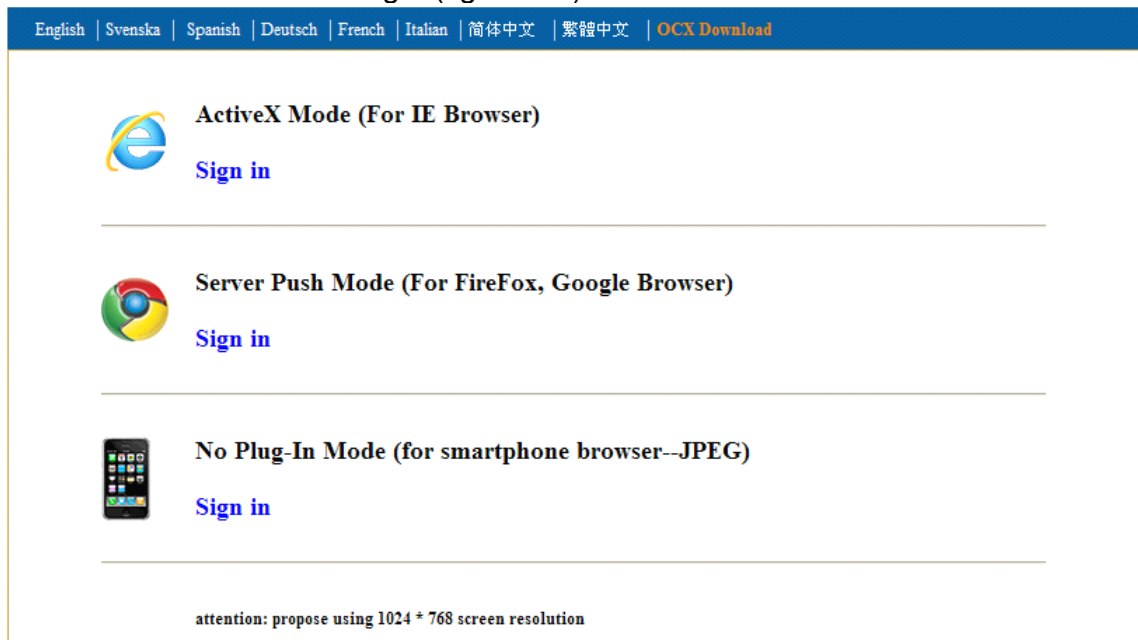 English | Svenska | Spanish | Deutsch | French | Italian | 简体中文 | 繁體中文 | OCX Download
ActiveX Mode (For IE Browser)
Sign in
Server Push Mode (For FireFox, Google Browser)
Sign in
No Plug-In Mode (for smartphone browser--JPEG)
Sign in
attention: propose using 1024 * 768 screen resolution